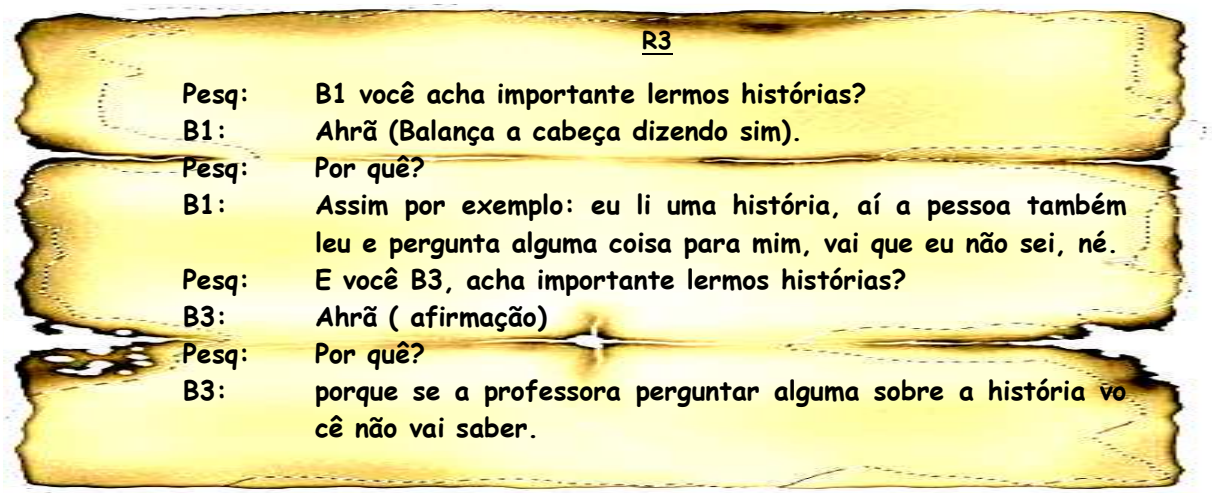 R3
Pesq: B1 você acha importante lermos histórias?
B1: Ahrã (Balança a cabeça dizendo sim).
Pesq: Por quê?
B1: Assim por exemplo: eu li uma história, aí a pessoa também
leu e pergunta alguma coisa para mim, vai que eu não sei, né.
Pesq: E você B3, acha importante lermos histórias?
B3: Ahrã ( afirmação)
Pesq: Por quê?
B3: porque se a professora perguntar alguma sobre a história vo
cê não vai saber.